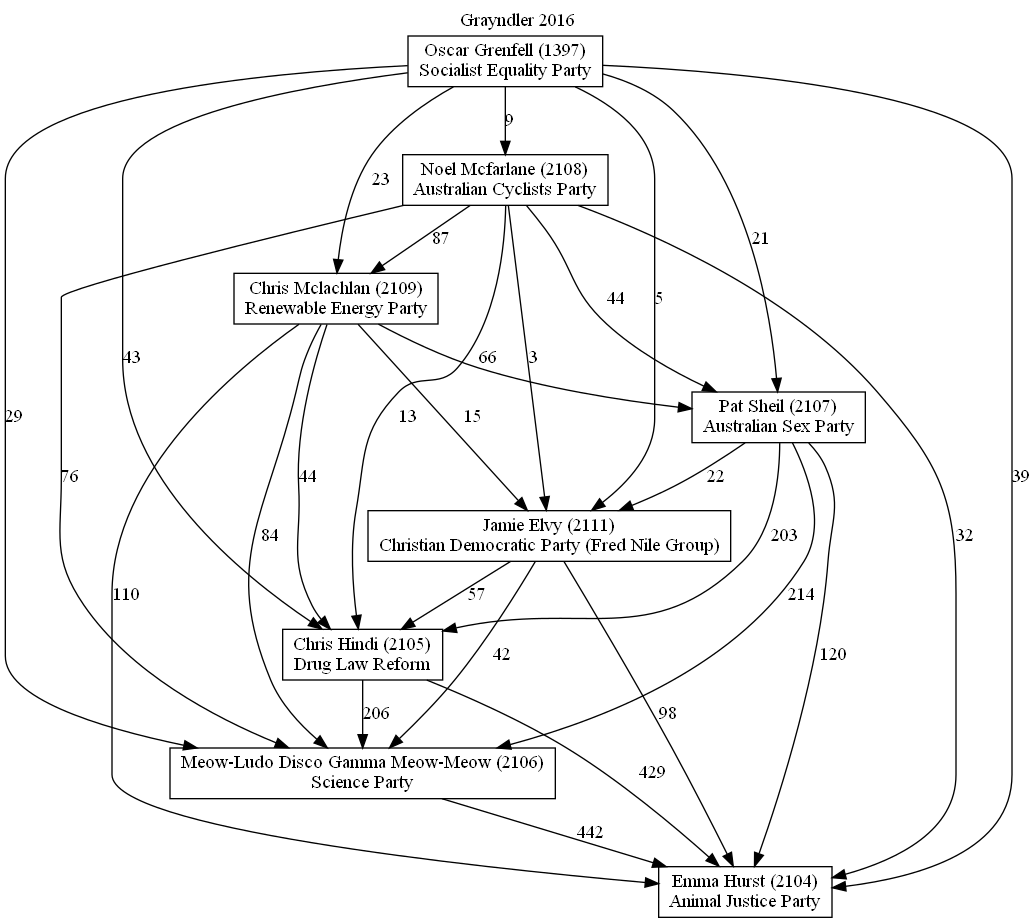 Grayndler 2016
Oscar Grenfell (1397)
Socialist Equality Party
9
Noel Mcfarlane (2108)
Australian Cyclists Party
23
87
21
Chris Mclachlan (2109)
Renewable Energy Party
44
5
43
66
3
29
13
15
Pat Sheil (2107)
Australian Sex Party
76
44
22
39
Jamie Elvy (2111)
Christian Democratic Party (Fred Nile Group)
84
203
32
110
57
214
Chris Hindi (2105)
Drug Law Reform
42
120
206
98
Meow-Ludo Disco Gamma Meow-Meow (2106)
Science Party
429
442
Emma Hurst (2104)
Animal Justice Party